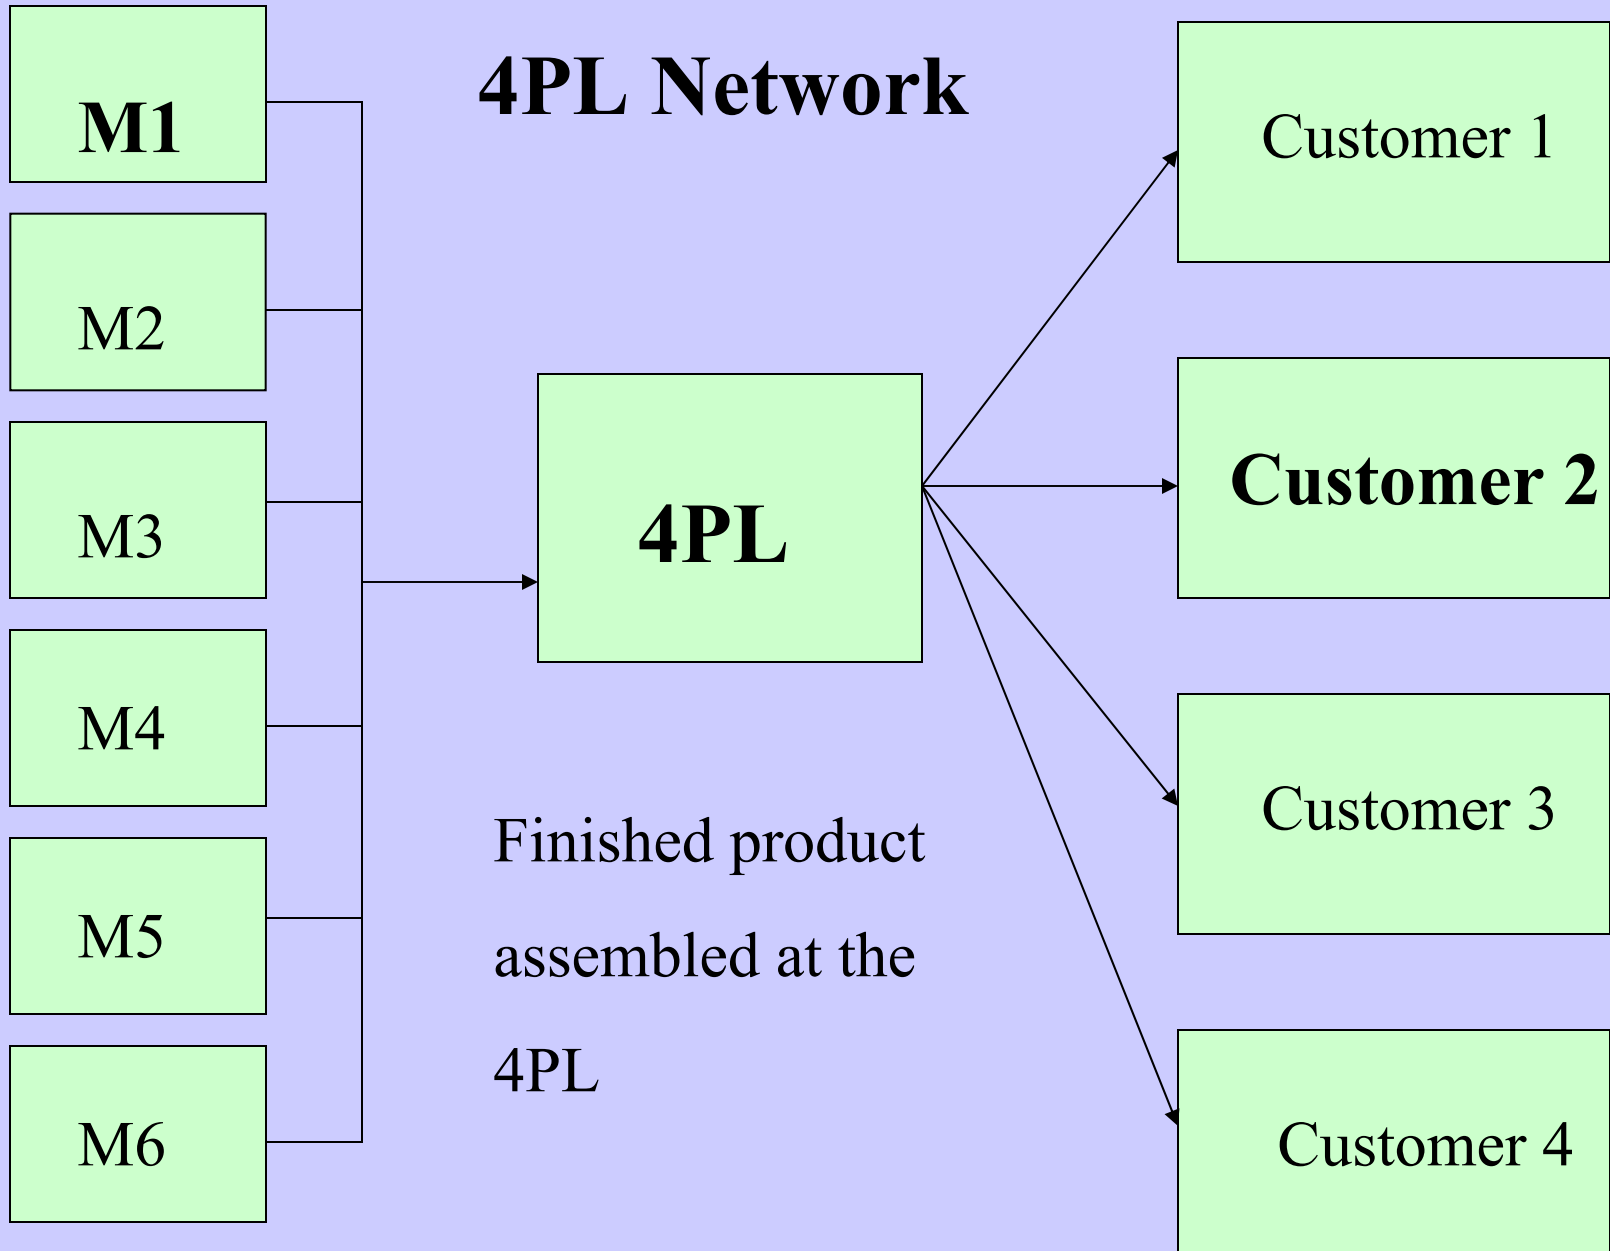 4PL Network
M1
M2
M3
M4
M5
M6
4PL
Finished product
assembled at the
4PL
Customer 1
Customer 2
Customer 3
Customer 4